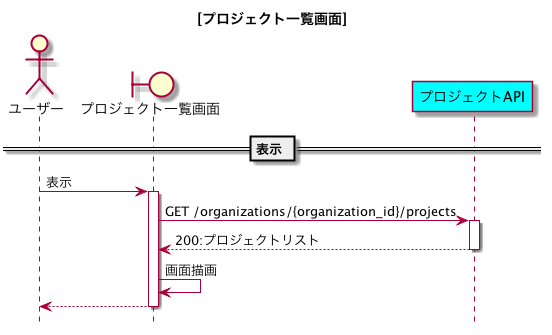 [プロジェクト一覧画面]
ユーザー
プロジェクト一覧画面
プロジェクトAPI
表示
表示
GET /organizations/{organization_id}/projects
200:プロジェクトリスト
画面描画